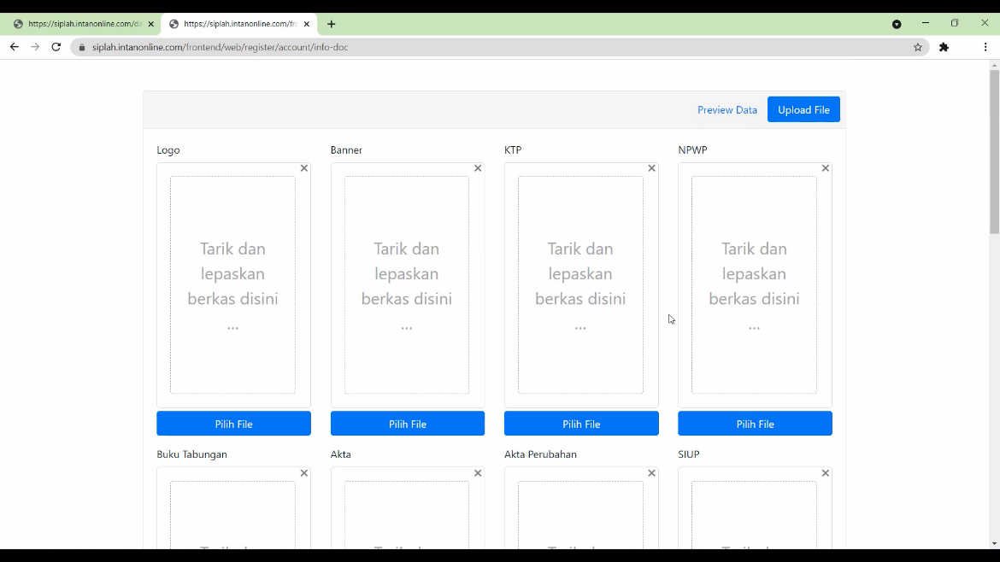 https://siplah.intanonline.com/da
https://siplah.intanonline.com/fr
siplah.intanonline.com/frontend/web/register/account/info-doc
Preview Data
Upload File
Logo
Banner
KTP
NPWP
Tarik dan
lepaskan
berkas disini
...
Tarik dan
lepaskan
berkas disini
...
Tarik dan
lepaskan
berkas disini
...
Tarik dan
lepaskan
berkas disini
...
Pilih File
Pilih File
Pilih File
Pilih File
Buku Tabungan
Akta
Akta Perubahan
SIUP